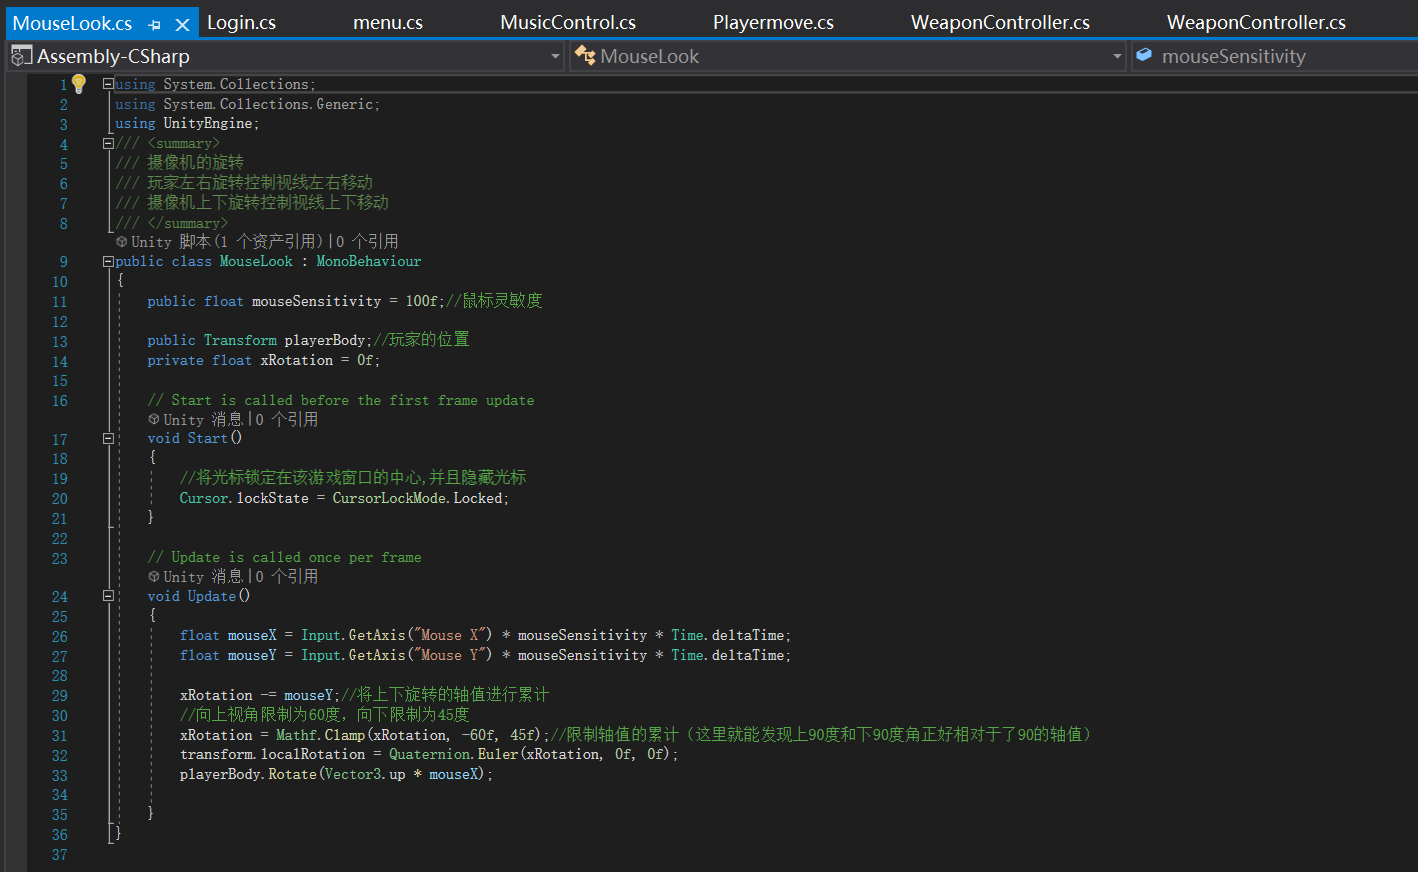 MouseLook.cs Login.cs menu.cs MusicControl.cs Playermove.cs WeaponController.cs WeaponController.cs
Assembly-CSharp MouseLook mouseSensitivity
1 using System.Collections;
2 using System.Collections.Generic;
3 using UnityEngine;
4 /// <summary>
5 /// 摄像机的旋转
6 /// 玩家左右旋转控制视线左右移动
7 /// 摄像机上下旋转控制视线上下移动
8 /// </summary>
Unity 脚本(1 个资产引用)|0 个引用
9 public class MouseLook : MonoBehaviour
10 {
11 public float mouseSensitivity = 100f;//鼠标灵敏度
12
13 public Transform playerBody;//玩家的位置
14 private float xRotation = 0f;
15
16 // Start is called before the first frame update
Unity 消息|0 个引用
17 void Start()
18 {
19 //将光标锁定在该游戏窗口的中心,并且隐藏光标
20 Cursor.lockState = CursorLockMode.Locked;
21 }
22
23 // Update is called once per frame
Unity 消息|0 个引用
24 void Update()
25 {
26 float mouseX = Input.GetAxis("Mouse X") * mouseSensitivity * Time.deltaTime;
27 float mouseY = Input.GetAxis("Mouse Y") * mouseSensitivity * Time.deltaTime;
28
29 xRotation -= mouseY;//将上下旋转的轴值进行累计
30 //向上视角限制为60度，向下限制为45度
31 xRotation = Mathf.Clamp(xRotation, -60f, 45f);//限制轴值的累计（这里就能发现上90度和下90度角正好相对于了90的轴值）
32 transform.localRotation = Quaternion.Euler(xRotation, 0f, 0f);
33 playerBody.Rotate(Vector3.up * mouseX);
34
35 }
36 }
37